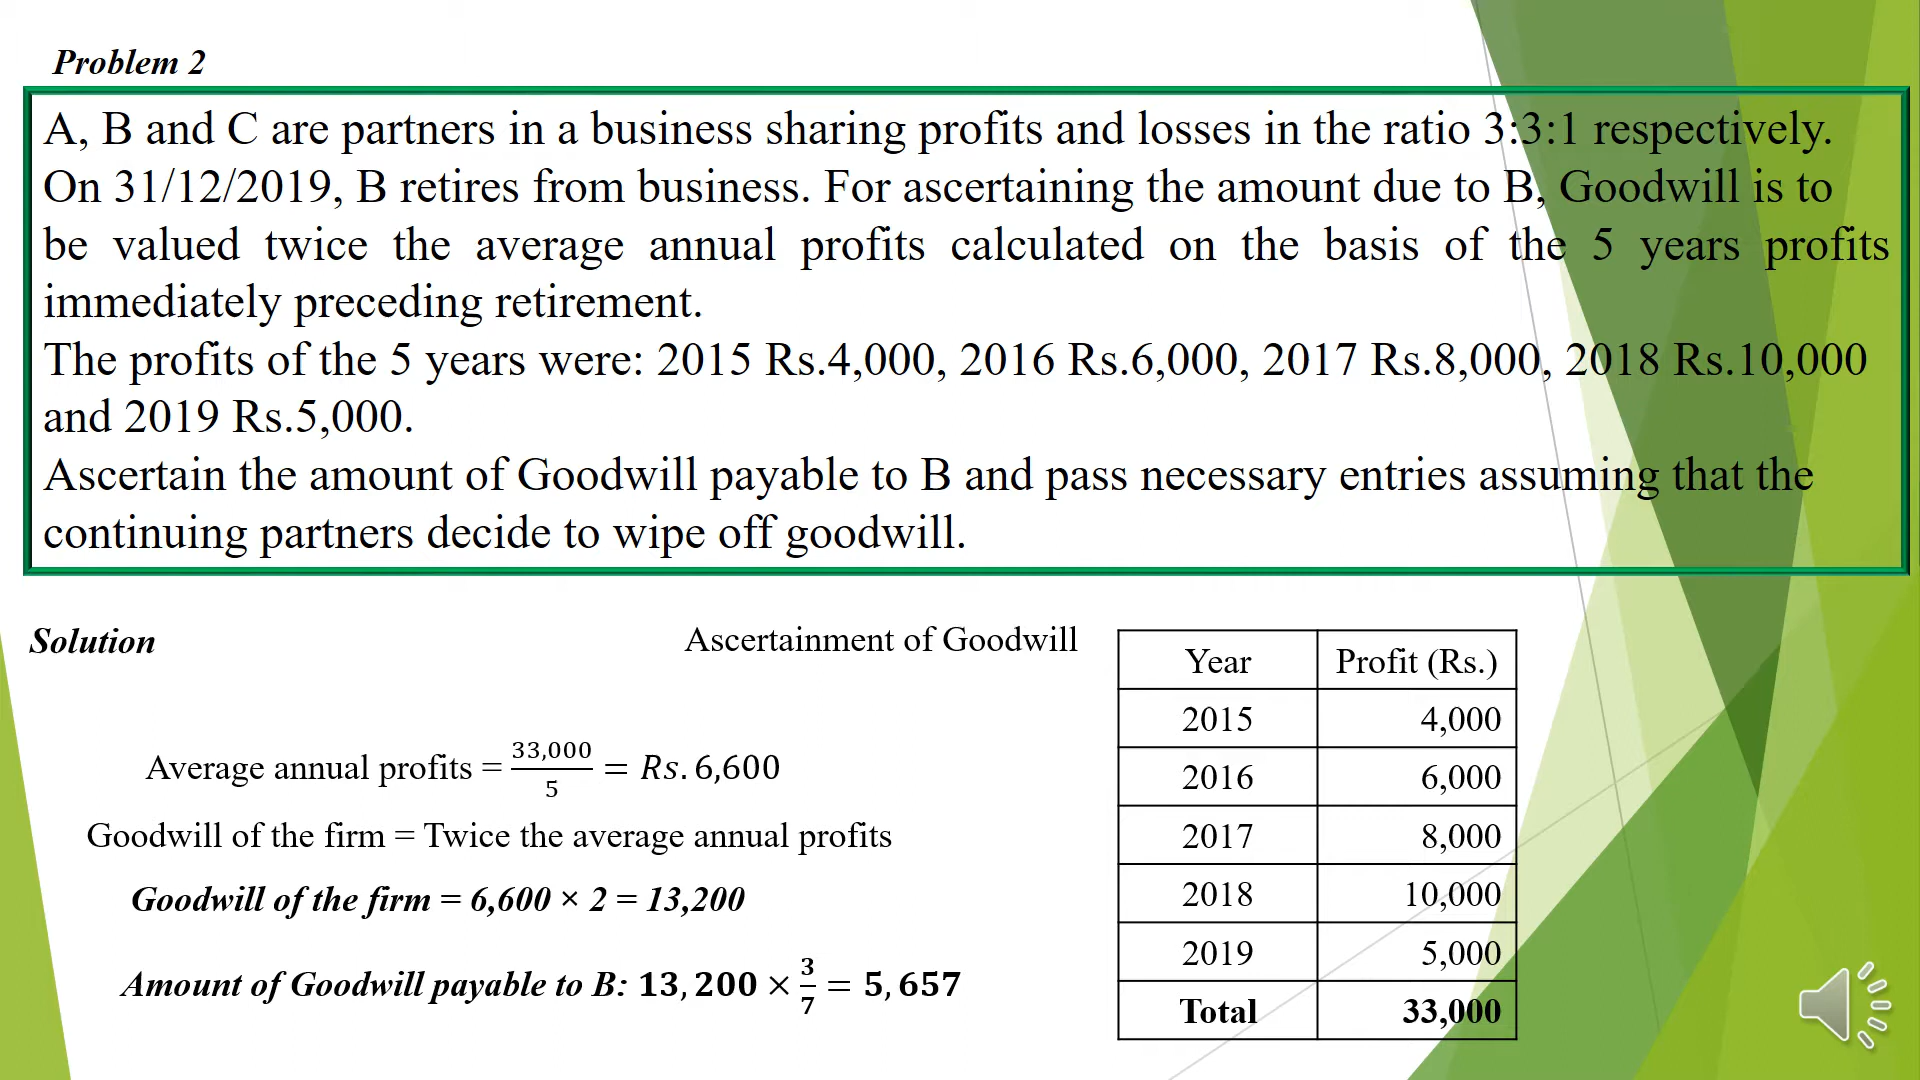 Problem 2
A, B and C are partners in a business sharing profits and losses in the ratio 3:3:1 respectively.
On 31/12/2019, B retires from business. For ascertaining the amount due to B, Goodwill is to
be valued twice the average annual profits calculated on the basis of the 5 years profits
immediately preceding retirement.
The profits of the 5 years were: 2015 Rs.4,000, 2016 Rs.6,000, 2017 Rs.8,000, 2018 Rs.10,000
and 2019 Rs.5,000.
Ascertain the amount of Goodwill payable to B and pass necessary entries assuming that the
continuing partners decide to wipe off goodwill.
Solution
Ascertainment of Goodwill
Average annual profits = 33,000/5 = Rs. 6,600
Goodwill of the firm = Twice the average annual profits
Goodwill of the firm = 6,600 × 2 = 13,200
Amount of Goodwill payable to B: 13,200 × 3/7 = 5,657
Year Profit (Rs.)
2015 4,000
2016 6,000
2017 8,000
2018 10,000
2019 5,000
Total 33,000